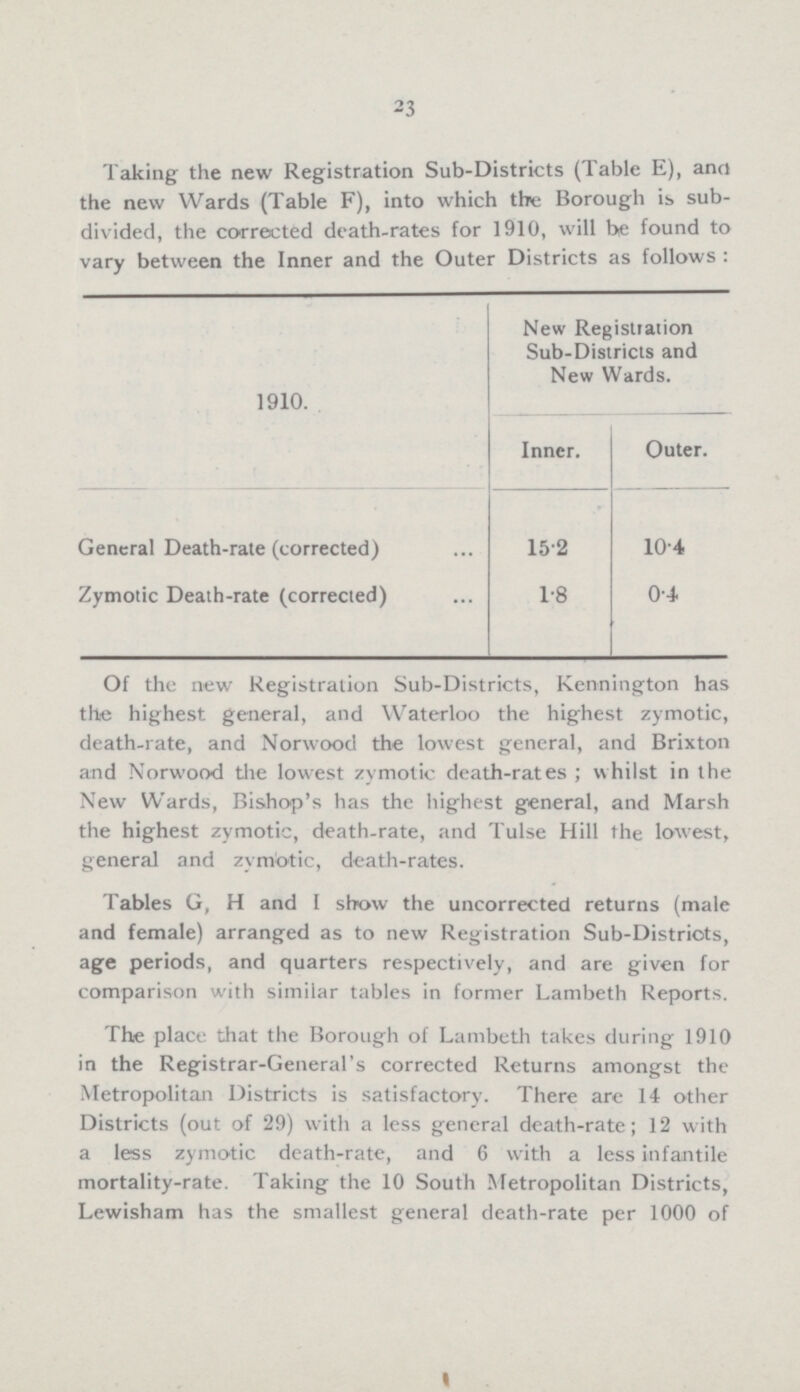 23
Taking the new Registration Sub-Districts (Table E), and
the new Wards (Table F), into which the Borough is sub-
divided, the corrected death-rates for 1910, will be found to
vary between the Inner and the Outer Districts as follows :
1910.
New Registration
Sub-Districts and
New Wards.
Inner. Outer.
General Death-rate (corrected) ... 15·2 10·4
Zymotic Death-rate (corrected) ... 1·8 0·4
Of the new Registration Sub-Districts, Kennington has
the highest general, and Waterloo the highest zymotic,
death-rate, and Norwood the lowest general, and Brixton
and Norwood the lowest zymotic death-rates ; whilst in the
New Wards, Bishop's has the highest general, and Marsh
the highest zymotic, death-rate, and Tulse Hill the lowest,
general and zymotic, death-rates.
Tables G, H and I show the uncorrected returns (male
and female) arranged as to new Registration Sub-Districts,
age periods, and quarters respectively, and are given for
comparison with similar tables in former Lambeth Reports.
The place that the Borough of Lambeth takes during 1910
in the Registrar-General's corrected Returns amongst the
Metropolitan Districts is satisfactory. There are 14 other
Districts (out of 29) with a less general death-rate; 12 with
a less zymotic death-rate, and 6 with a less infantile
mortality-rate. Taking the 10 South Metropolitan Districts,
Lewisham has the smallest general death-rate per 1000 of